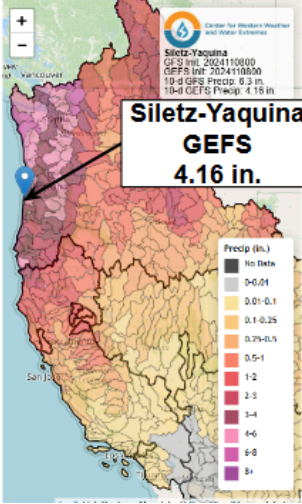 +
−
Center for Western Weather
and Water Extremes
Siletz-Yaquina
GFS Init: 2024110800
GEFS Init: 2024110800
10-d GFS Precip: 6.3 in.
10-d GEFS Precip: 4.16 in.
Vancouver
Siletz-Yaquina
GEFS
4.16 in.
Precip (in.)
No Data
0-0.01
0.01-0.1
0.1-0.25
0.25-0.5
0.5-1
1-2
2-3
3-4
4-6
6-8
8+
San Jo